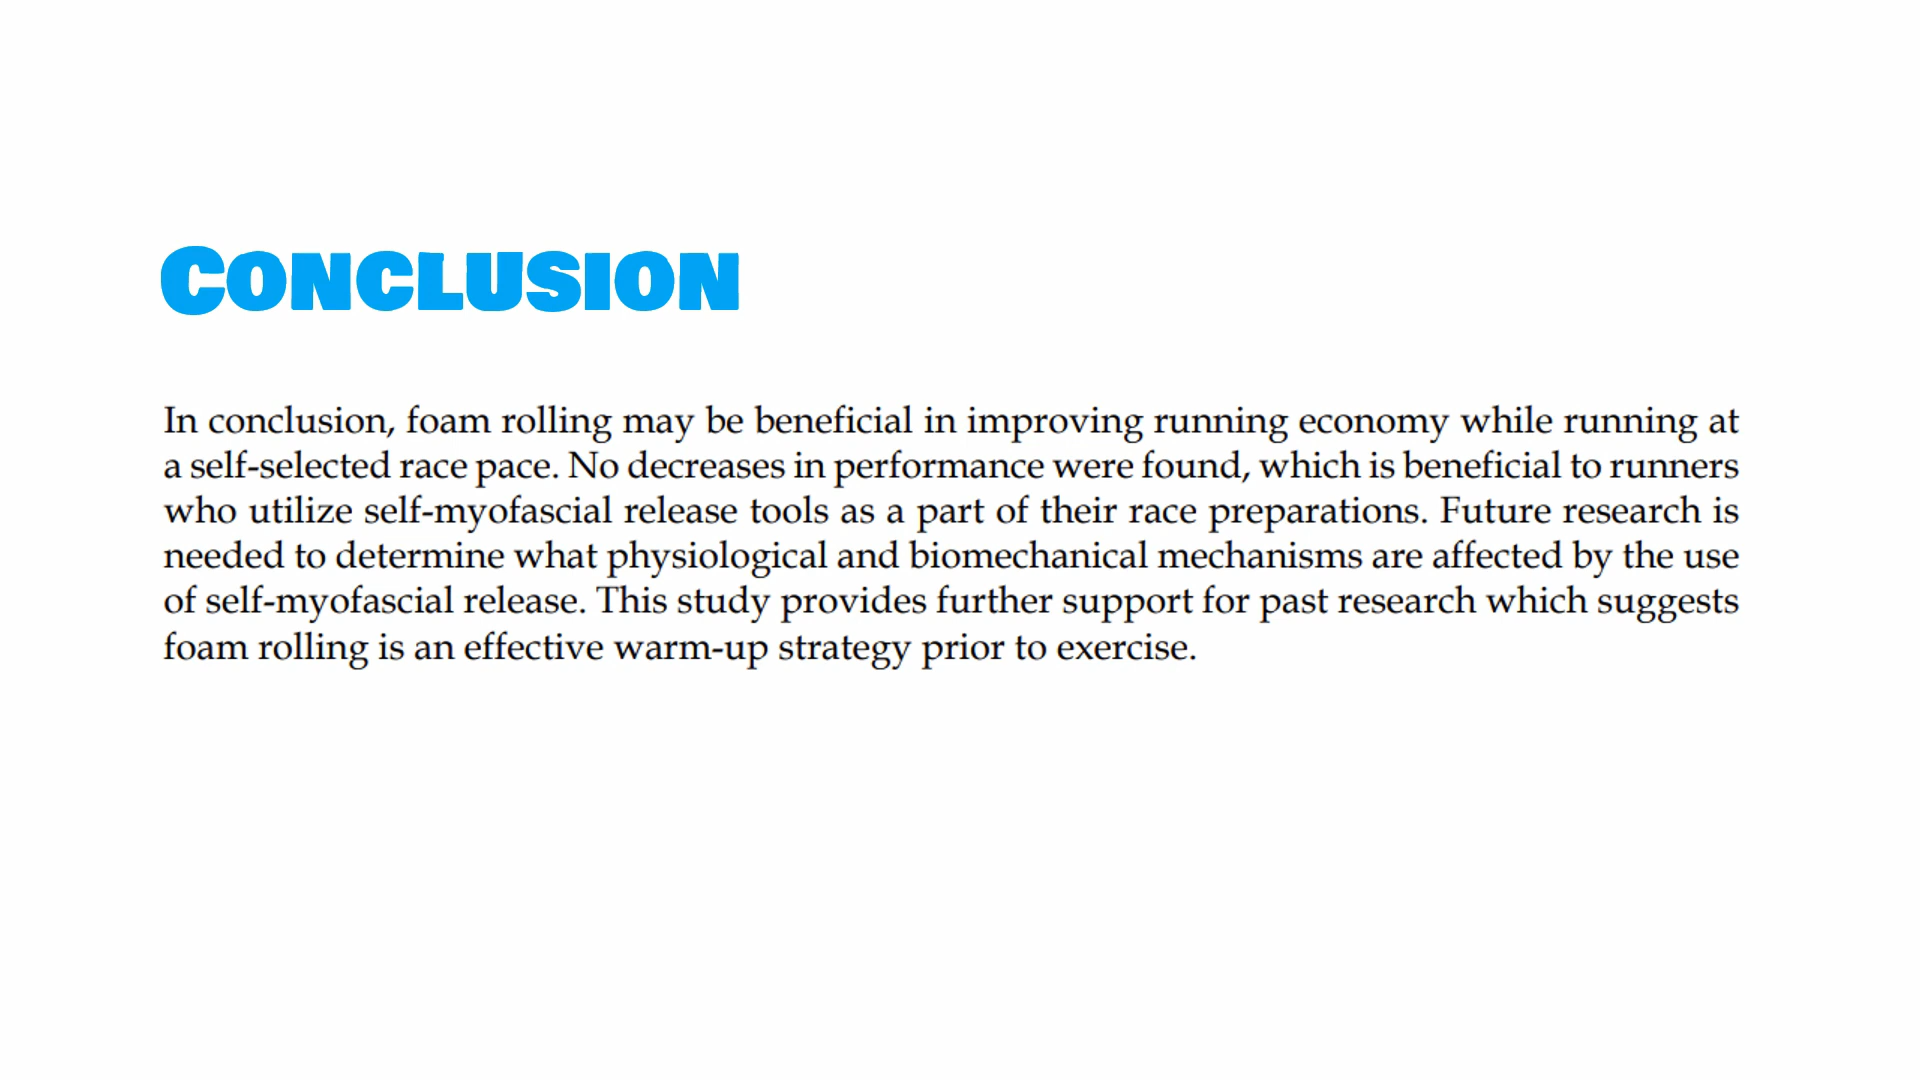 CONCLUSION
In conclusion, foam rolling may be beneficial in improving running economy while running at
a self-selected race pace. No decreases in performance were found, which is beneficial to runners
who utilize self-myofascial release tools as a part of their race preparations. Future research is
needed to determine what physiological and biomechanical mechanisms are affected by the use
of self-myofascial release. This study provides further support for past research which suggests
foam rolling is an effective warm-up strategy prior to exercise.